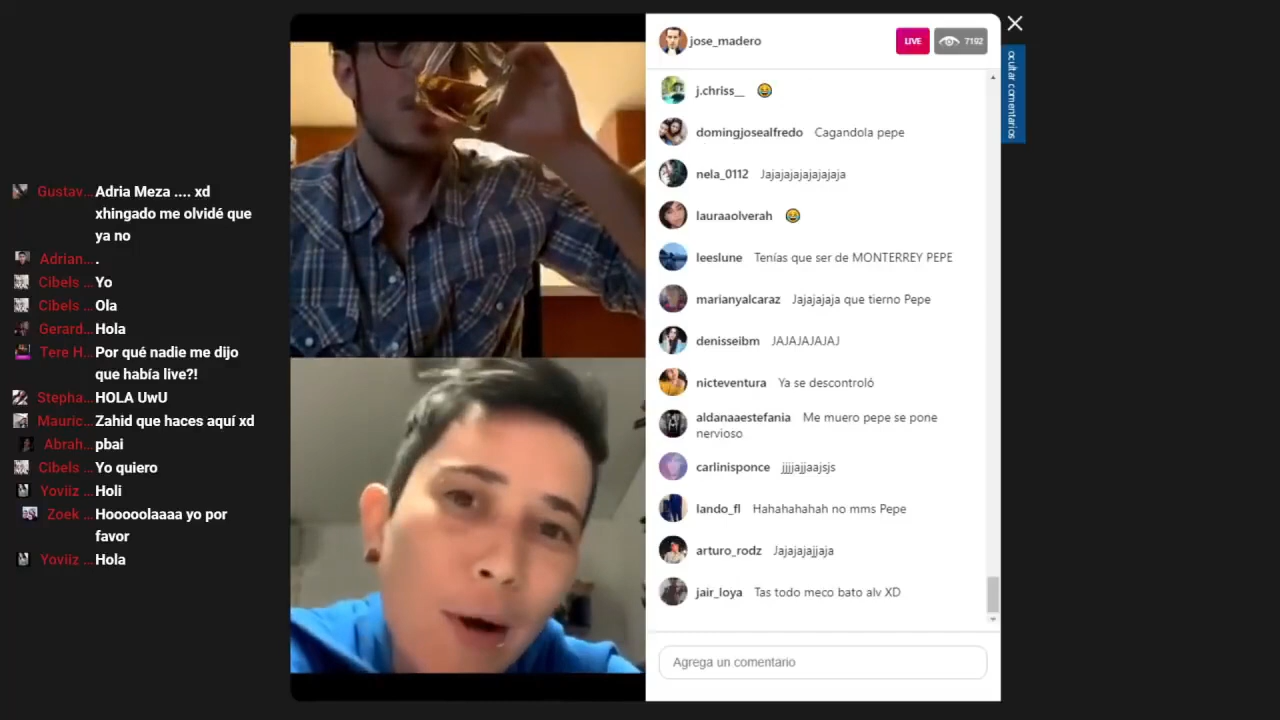 Gustav... Adria Meza .... xd
xhingado me olvidé que
ya no
Adrian... .
Cibels ... Yo
Cibels ... Ola
Gerard... Hola
Tere H... Por qué nadie me dijo
que había live?!
Stepha... HOLA UwU
Mauric... Zahid que haces aquí xd
Abrah... pbai
Cibels ... Yo quiero
Yoviiz ... Holi
Zoek ... Hooooolaaaa yo por
favor
Yoviiz ... Hola
jose_madero LIVE 7192
ocultar comentarios
j.chriss__ 😂
domingjosealfredo Cagandola pepe
nela_0112 Jajajajajajajaja
lauraaolverah 😂
leeslune Tenías que ser de MONTERREY PEPE
marianyalcaraz Jajajajaja que tierno Pepe
denisseibm JAJAJAJAJAJ
nicteventura Ya se descontroló
aldanaaestefania Me muero pepe se pone
nervioso
carlinisponce jjjjajjaajsjs
lando_fl Hahahahahah no mms Pepe
arturo_rodz Jajajajajjaja
jair_loya Tas todo meco bato alv XD
Agrega un comentario